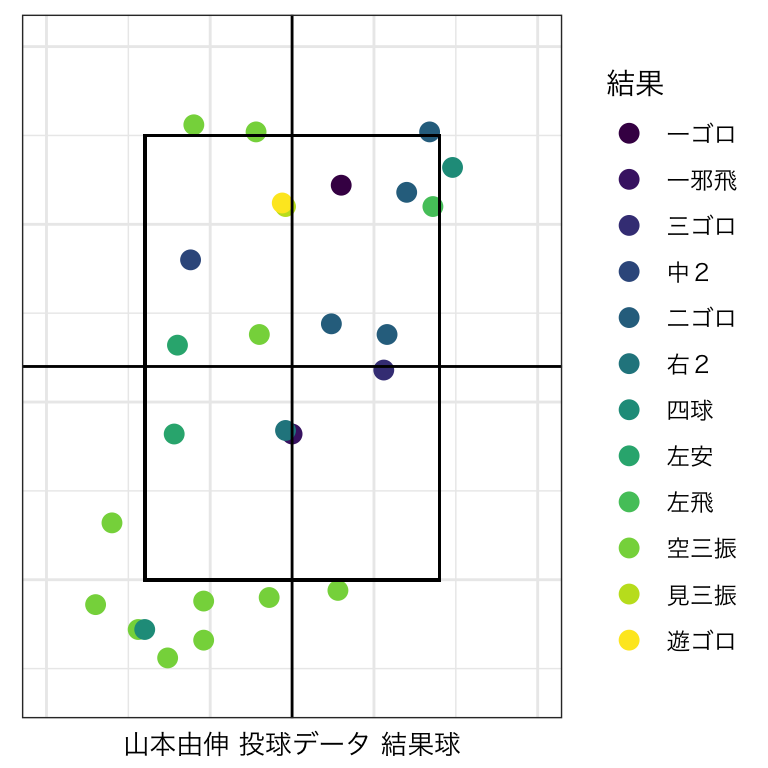 結果
一ゴロ
一邪飛
三ゴロ
中２
二ゴロ
右２
四球
左安
左飛
空三振
見三振
遊ゴロ
山本由伸 投球データ 結果球